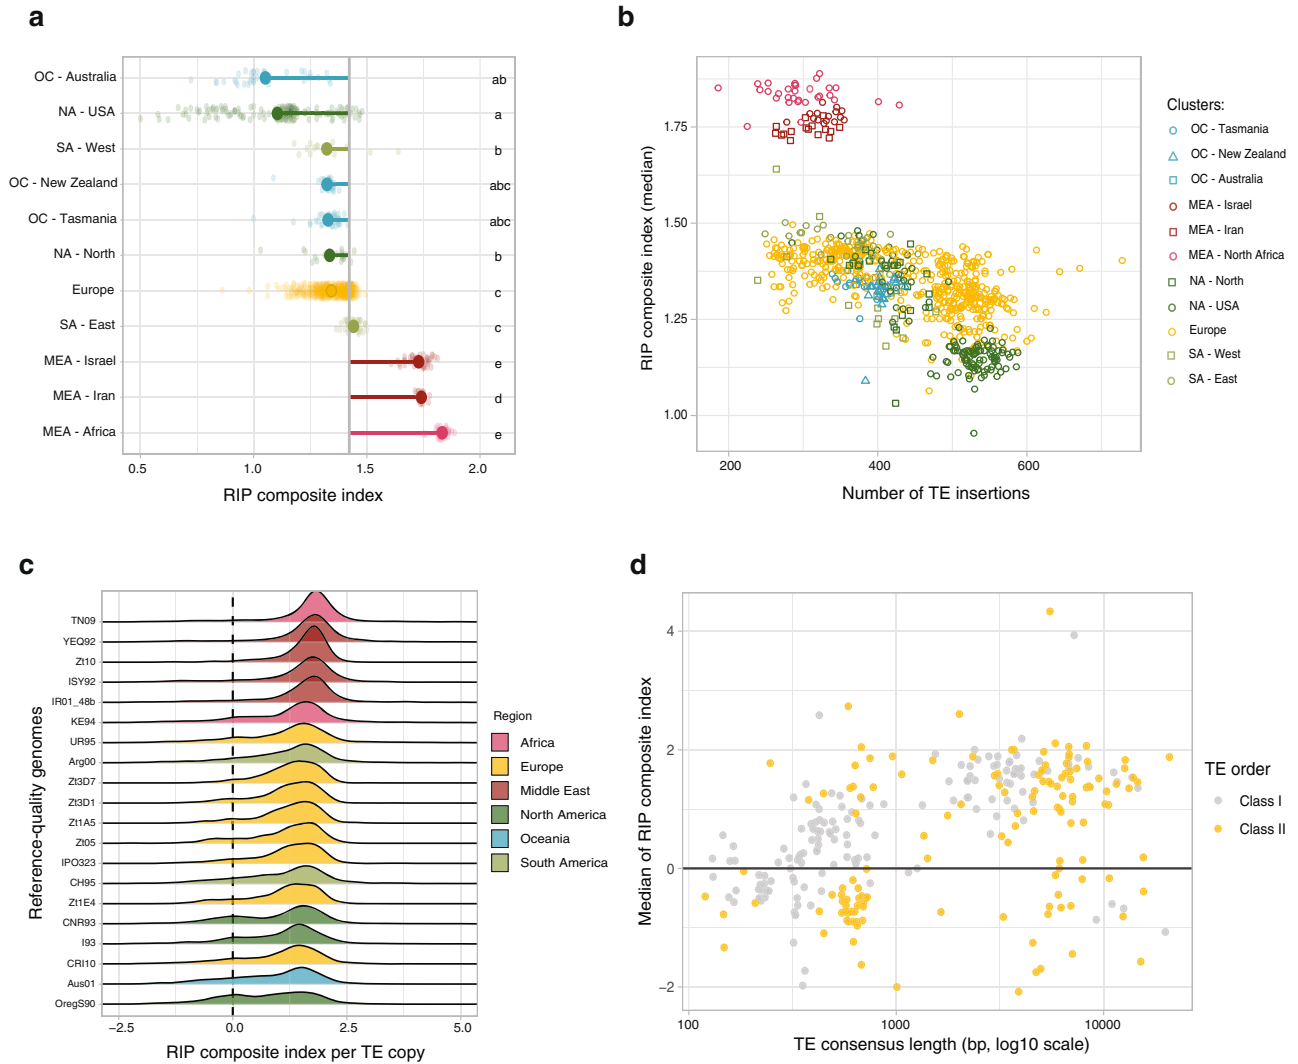 a
OC - Australia
NA - USA
SA - West
OC - New Zealand
OC - Tasmania
NA - North
Europe
SA - East
MEA - Israel
MEA - Iran
MEA - Africa
ab
a
b
abc
abc
b
c
c
e
d
e
0.5 1.0 1.5 2.0
RIP composite index
b
RIP composite index (median)
1.75
1.50
1.25
1.00
200 400 600
Number of TE insertions
Clusters:
OC - Tasmania
OC - New Zealand
OC - Australia
MEA - Israel
MEA - Iran
MEA - North Africa
NA - North
NA - USA
Europe
SA - West
SA - East
c
Reference-quality genomes
TN09
YEQ92
Zt10
ISY92
IR01_48b
KE94
UR95
Arg00
Zt3D7
Zt3D1
Zt1A5
Zt05
IPO323
CH95
Zt1E4
CNR93
I93
CRI10
Aus01
OregS90
−2.5 0.0 2.5 5.0
RIP composite index per TE copy
Region
Africa
Europe
Middle East
North America
Oceania
South America
d
Median of RIP composite index
4
2
0
−2
100 1000 10000
TE consensus length (bp, log10 scale)
TE order
Class I
Class II